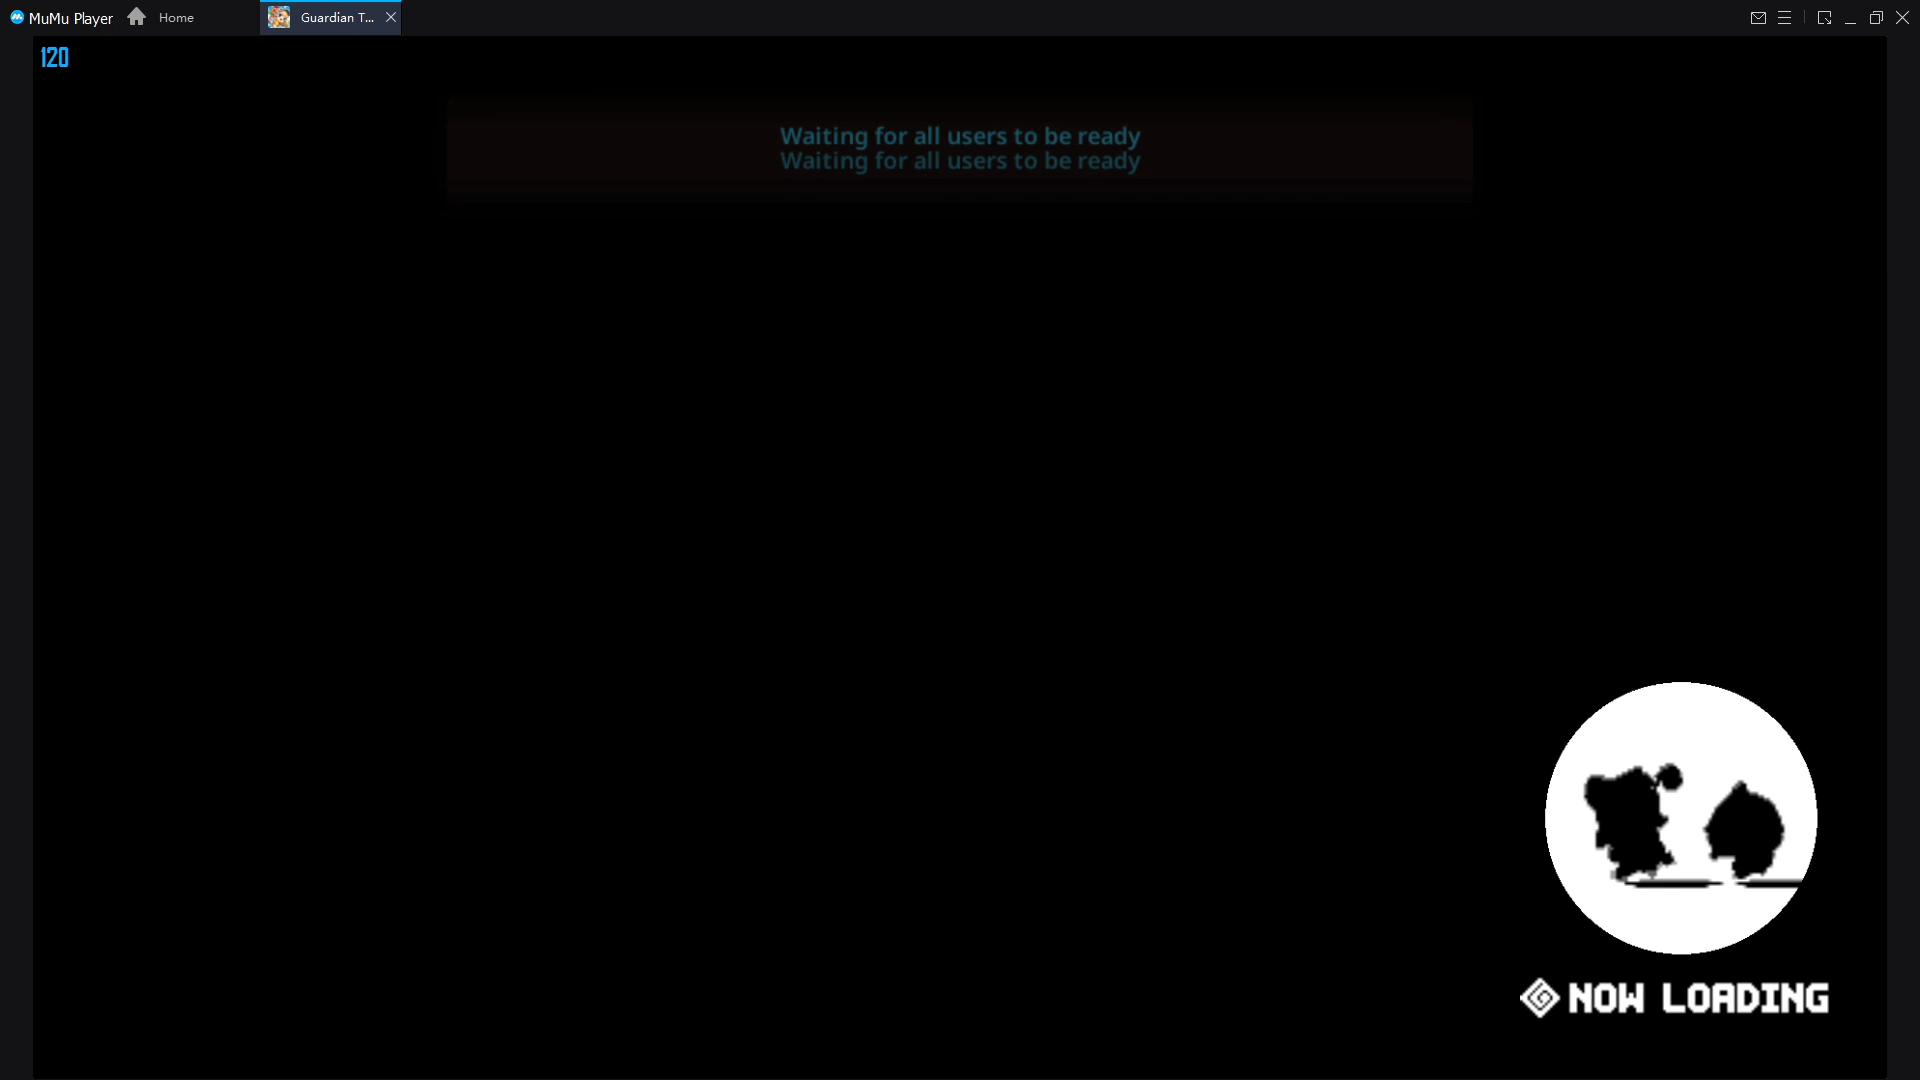 MuMu Player
Home
Guardian T...
120
Waiting for all users to be ready
Waiting for all users to be ready
NOW LOADING